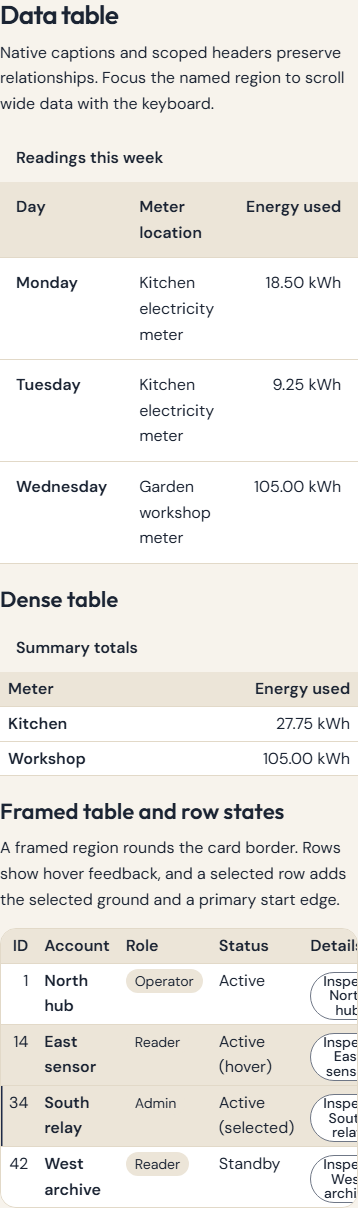 Data table
Native captions and scoped headers preserve
relationships. Focus the named region to scroll
wide data with the keyboard.
Readings this week
Day Meter location Energy used
Monday Kitchen electricity meter 18.50 kWh
Tuesday Kitchen electricity meter 9.25 kWh
Wednesday Garden workshop meter 105.00 kWh
Dense table
Summary totals
Meter Energy used
Kitchen 27.75 kWh
Workshop 105.00 kWh
Framed table and row states
A framed region rounds the card border. Rows
show hover feedback, and a selected row adds
the selected ground and a primary start edge.
ID Account Role Status
1 North hub Operator Active
14 East sensor Reader Active (hover)
34 South relay Admin Active (selected)
42 West archive Reader Standby